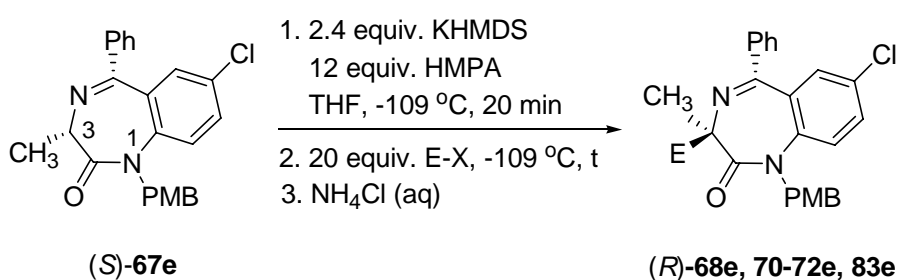 Ph
Cl
N
3
CH₃
1
N
O
PMB
(S)-67e
1. 2.4 equiv. KHMDS
12 equiv. HMPA
THF, -109 °C, 20 min
2. 20 equiv. E-X, -109 °C, t
3. NH₄Cl (aq)
Ph
Cl
CH₃
N
E
N
O
PMB
(R)-68e, 70-72e, 83e